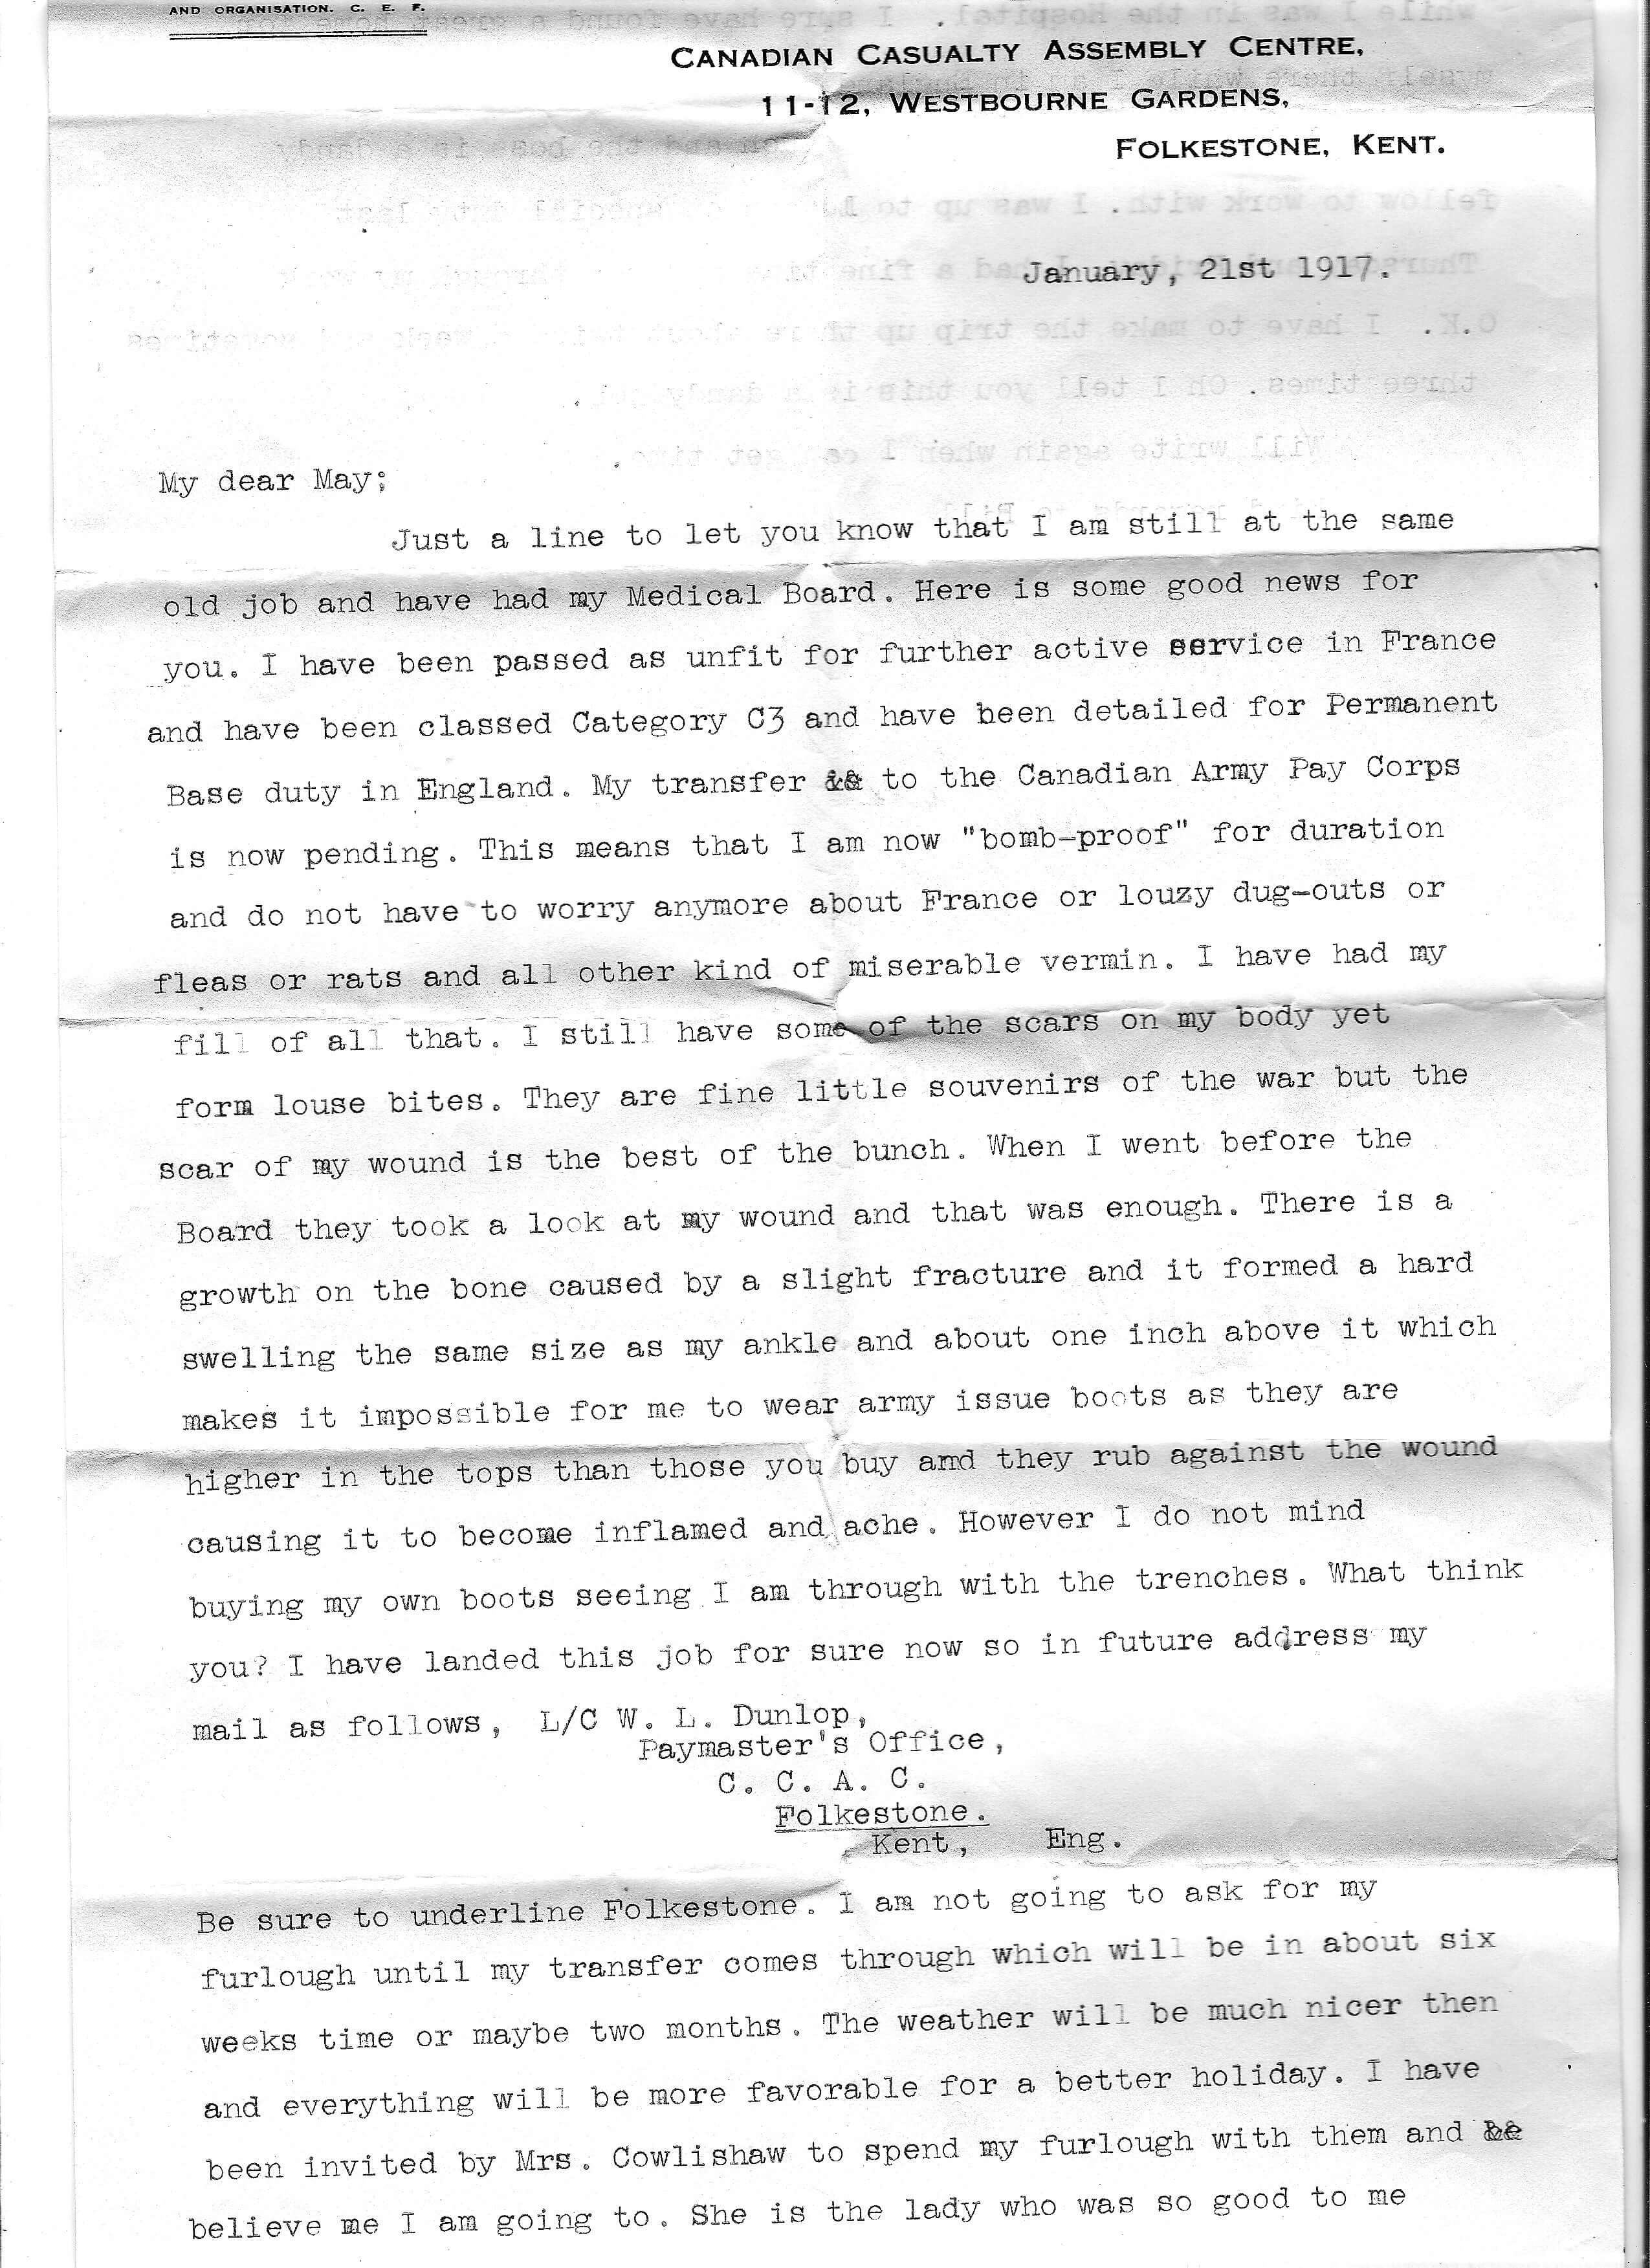 AND ORGANISATION. C. E. F.
CANADIAN CASUALTY ASSEMBLY CENTRE,
11-12, WESTBOURNE GARDENS,
FOLKESTONE, KENT.
January, 21st 1917.
My dear May;
Just a line to let you know that I am still at the same
old job and have had my Medical Board. Here is some good news for
you. I have been passed as unfit for further active service in France
and have been classed Category C3 and have been detailed for Permanent
Base duty in England. My transfer to the Canadian Army Pay Corps
is now pending. This means that I am now "bomb-proof" for duration
and do not have to worry anymore about France or louzy dug-outs or
fleas or rats and all other kind of miserable vermin. I have had my
fill of all that. I still have some of the scars on my body yet
form louse bites. They are fine little souvenirs of the war but the
scar of my wound is the best of the bunch. When I went before the
Board they took a look at my wound and that was enough. There is a
growth on the bone caused by a slight fracture and it formed a hard
swelling the same size as my ankle and about one inch above it which
makes it impossible for me to wear army issue boots as they are
higher in the tops than those you buy and they rub against the wound
causing it to become inflamed and ache. However I do not mind
buying my own boots seeing I am through with the trenches. What think
you? I have landed this job for sure now so in future address my
mail as follows, L/C W. L. Dunlop,
Paymaster's Office,
C. C. A. C.
Folkestone.
Kent, Eng.
Be sure to underline Folkestone. I am not going to ask for my
furlough until my transfer comes through which will be in about six
weeks time or maybe two months. The weather will be much nicer then
and everything will be more favorable for a better holiday. I have
been invited by Mrs. Cowlishaw to spend my furlough with them and
believe me I am going to. She is the lady who was so good to me